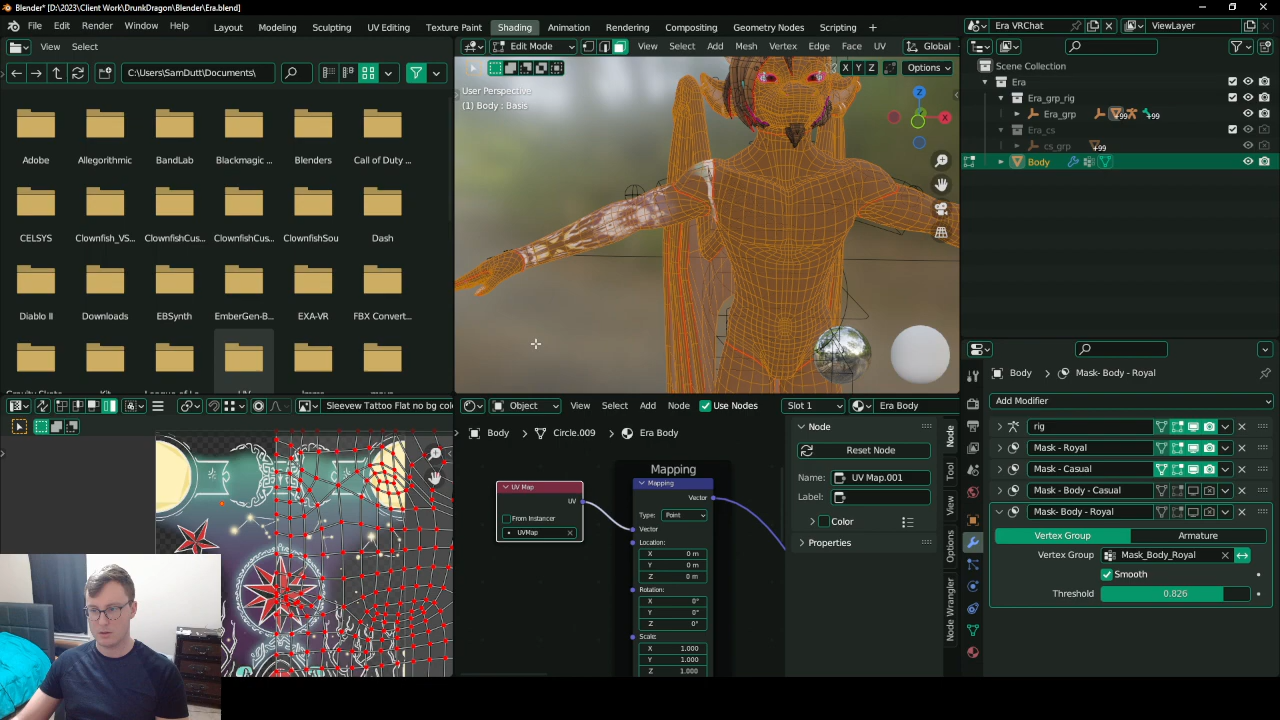 Blender* [D:\2023\Client Work\DrunkDragon\Blender\Era.blend]
File Edit Render Window Help
Layout Modeling Sculpting UV Editing Texture Paint Shading Animation Rendering Compositing Geometry Nodes Scripting +
Era VRChat
ViewLayer
View Select
C:\Users\SamDutt\Documents\
Adobe Allegorithmic BandLab Blackmagic ... Blenders Call of Duty ...
CELSYS Clownfish_VS... ClownfishCus... ClownfishCus... ClownfishSou Dash
Diablo II Downloads EBSynth EmberGen-B... EXA-VR FBX Convert...
Edit Mode View Select Add Mesh Vertex Edge Face UV Global
X Y Z Options
User Perspective
(1) Body : Basis
Z
X
Scene Collection
Era
Era_grp_rig
Era_grp
+99
+99
Era_cs
cs_grp
+99
Body
Body > Mask- Body - Royal
Add Modifier
rig
Mask - Royal
Mask - Casual
Mask - Body - Casual
Mask- Body - Royal
Vertex Group Armature
Vertex Group Mask_Body_Royal
Smooth
Threshold 0.826
Sleevew Tattoo Flat no bg col
Object View Select Add Node Use Nodes Slot 1 Era Body
Body > Circle.009 > Era Body
UV Map
UV
From Instancer
UVMap
Mapping
Mapping
Vector
Type: Point
Vector
Location:
X 0 m
Y 0 m
Z 0 m
Rotation:
X 0°
Y 0°
Z 0°
Scale:
X 1.000
Y 1.000
Z 1.000
Node
Reset Node
Name: UV Map.001
Label:
Color
Properties
Node
Tool
View
Options
Node Wrangler